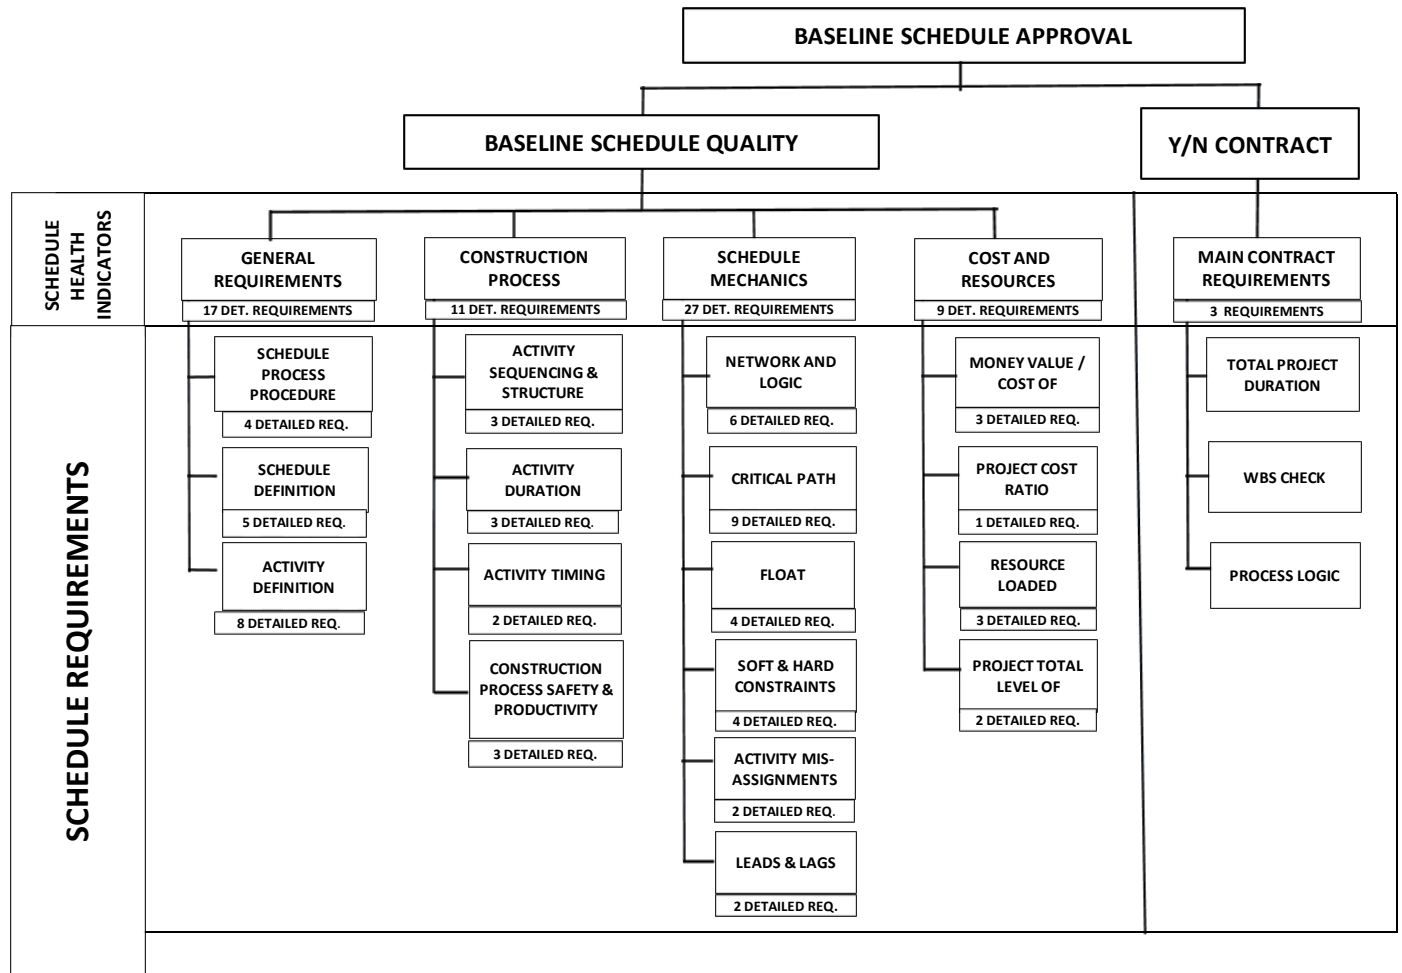 BASELINE SCHEDULE APPROVAL
BASELINE SCHEDULE QUALITY
Y/N CONTRACT
SCHEDULE
HEALTH
INDICATORS
GENERAL
REQUIREMENTS
17 DET. REQUIREMENTS
CONSTRUCTION
PROCESS
11 DET. REQUIREMENTS
SCHEDULE
MECHANICS
27 DET. REQUIREMENTS
COST AND
RESOURCES
9 DET. REQUIREMENTS
MAIN CONTRACT
REQUIREMENTS
3 REQUIREMENTS
SCHEDULE REQUIREMENTS
SCHEDULE
PROCESS
PROCEDURE
4 DETAILED REQ.
SCHEDULE
DEFINITION
5 DETAILED REQ.
ACTIVITY
DEFINITION
8 DETAILED REQ.
ACTIVITY
SEQUENCING &
STRUCTURE
3 DETAILED REQ.
ACTIVITY
DURATION
3 DETAILED REQ.
ACTIVITY TIMING
2 DETAILED REQ.
CONSTRUCTION
PROCESS SAFETY &
PRODUCTIVITY
3 DETAILED REQ.
NETWORK AND
LOGIC
6 DETAILED REQ.
CRITICAL PATH
9 DETAILED REQ.
FLOAT
4 DETAILED REQ.
SOFT & HARD
CONSTRAINTS
4 DETAILED REQ.
ACTIVITY MIS-
ASSIGNMENTS
2 DETAILED REQ.
LEADS & LAGS
2 DETAILED REQ.
MONEY VALUE /
COST OF
3 DETAILED REQ.
PROJECT COST
RATIO
1 DETAILED REQ.
RESOURCE
LOADED
3 DETAILED REQ.
PROJECT TOTAL
LEVEL OF
2 DETAILED REQ.
TOTAL PROJECT
DURATION
WBS CHECK
PROCESS LOGIC